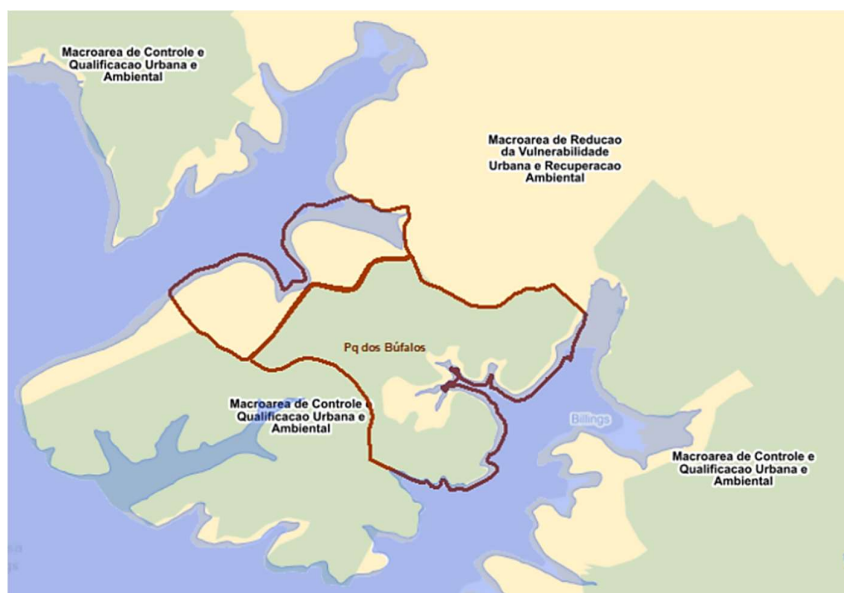 Macroarea de Controle e
Qualificacao Urbana e
Ambiental
Macroarea de Reducao
da Vulnerabilidade
Urbana e Recuperacao
Ambiental
Pq dos Búfalos
Macroarea de Controle e
Qualificacao Urbana e
Ambiental
Billings
Macroarea de Controle e
Qualificacao Urbana e
Ambiental